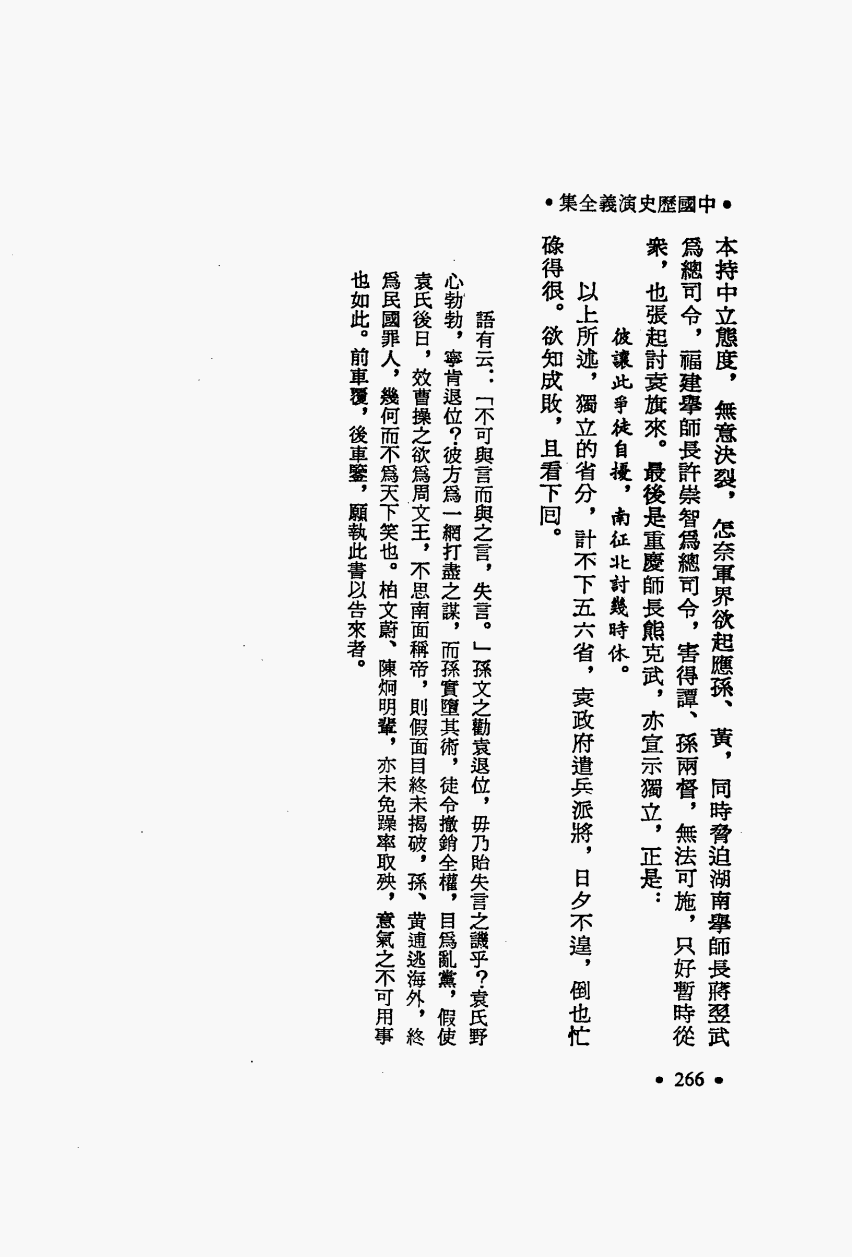 •中國歷史演義全集•
本持中立態度，無意決裂，怎奈軍界欲起應孫、黃，同時脅迫湖南舉師長蔣翌武
爲總司令，福建舉師長許崇智爲總司令，害得譚、孫兩督，無法可施，只好暫時從
衆，也張起討袁旗來。最後是重慶師長熊克武，亦宣示獨立，正是：
彼讓此爭徒自擾，南征北討幾時休。
以上所述，獨立的省分，計不下五六省，袁政府遣兵派將，日夕不遑，倒也忙
碌得很。欲知成敗，且看下回。
語有云：「不可與言而與之言，失言。」孫文之勸袁退位，毋乃貽失言之譏乎？袁氏野
心勃勃，寧肯退位？彼方爲一網打盡之謀，而孫實墮其術，徒令撤銷全權，目爲亂黨，假使
袁氏後日，效曹操之欲爲周文王，不思南面稱帝，則假面目終未揭破，孫、黃逋逃海外，終
爲民國罪人，幾何而不爲天下笑也。柏文蔚、陳炯明輩，亦未免躁率取殃，意氣之不可用事
也如此。前車覆，後車鑒，願執此書以告來者。
• 266 •